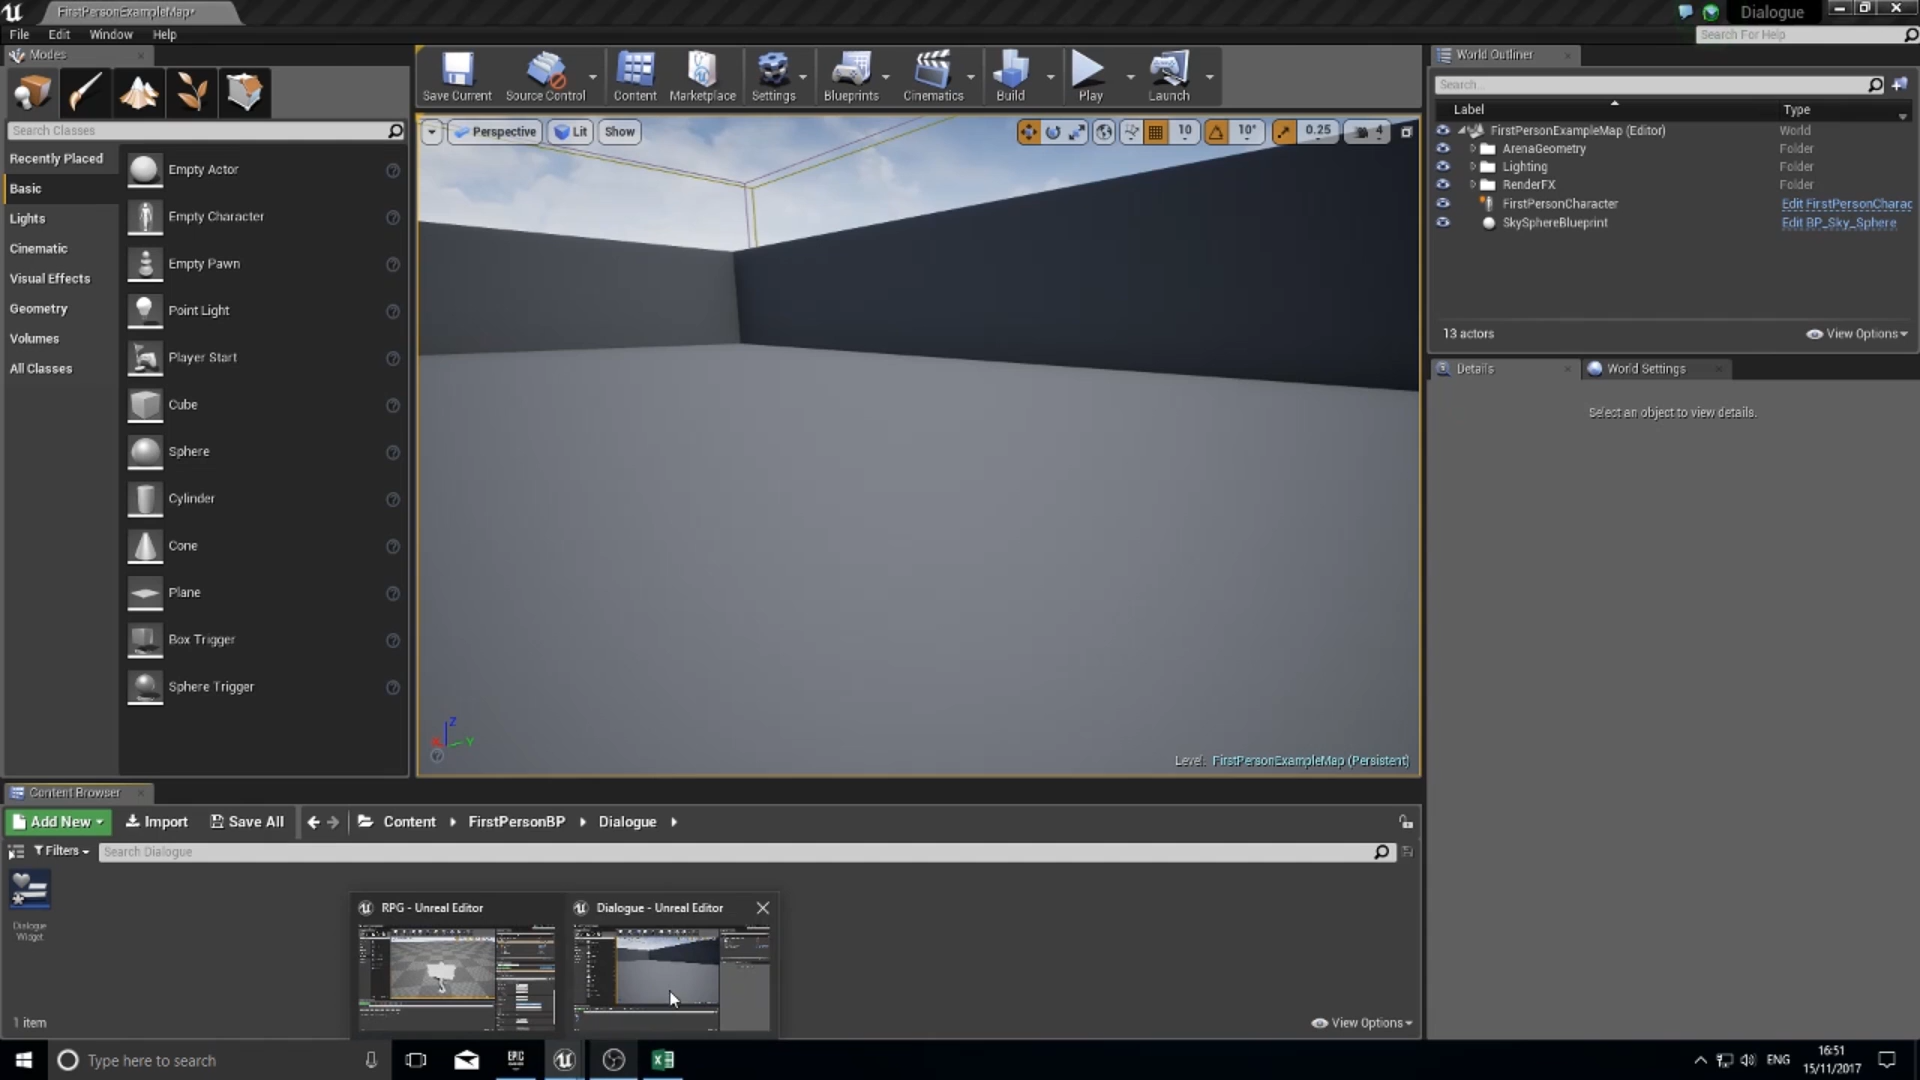 FirstPersonExampleMap*
Dialogue
File Edit Window Help
Search For Help
Modes
Save Current
Source Control
Content
Marketplace
Settings
Blueprints
Cinematics
Build
Play
Launch
World Outliner
Search...
Label Type
Search Classes
Perspective Lit Show
10 10° 0.25 4
FirstPersonExampleMap (Editor) World
ArenaGeometry Folder
Lighting Folder
RenderFX Folder
FirstPersonCharacter Edit FirstPersonCharac
SkySphereBlueprint Edit BP_Sky_Sphere
13 actors View Options
Details World Settings
Select an object to view details.
Recently Placed
Basic
Lights
Cinematic
Visual Effects
Geometry
Volumes
All Classes
Empty Actor
Empty Character
Empty Pawn
Point Light
Player Start
Cube
Sphere
Cylinder
Cone
Plane
Box Trigger
Sphere Trigger
Z
Y
Level: FirstPersonExampleMap (Persistent)
Content Browser
Add New Import Save All Content FirstPersonBP Dialogue
Filters Search Dialogue
Dialogue
Widget
RPG - Unreal Editor
Dialogue - Unreal Editor
1 item View Options
Type here to search
EPIC
ENG
16:51
15/11/2017